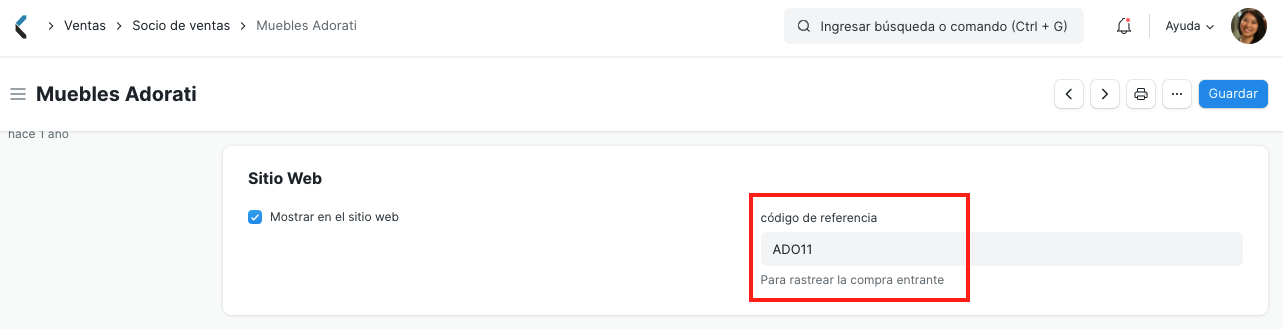 Ventas Socio de ventas Muebles Adorati Ingresar búsqueda o comando (Ctrl + G) Ayuda
Muebles Adorati Guardar
hace 1 año
Sitio Web
Mostrar en el sitio web
código de referencia
ADO11
Para rastrear la compra entrante